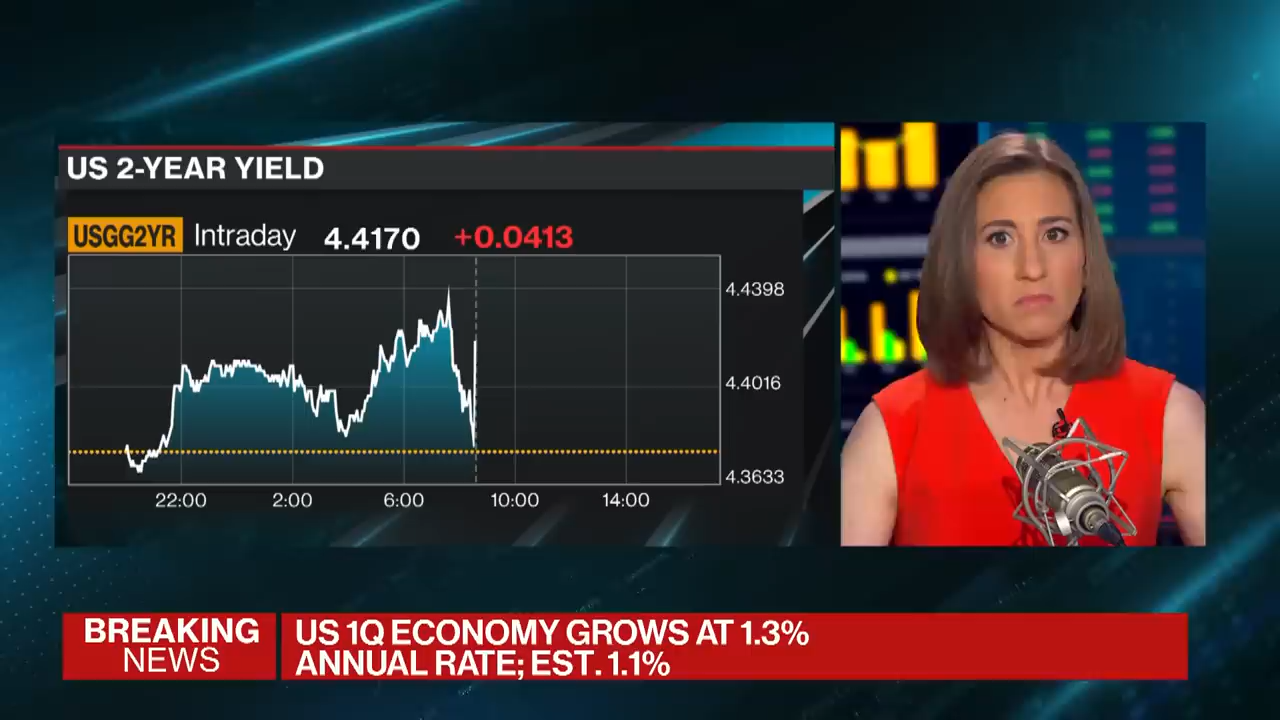 US 2-YEAR YIELD
USGG2YR Intraday 4.4170 +0.0413
4.4398
4.4016
4.3633
22:00 2:00 6:00 10:00 14:00
BREAKING
NEWS
US 1Q ECONOMY GROWS AT 1.3%
ANNUAL RATE; EST. 1.1%